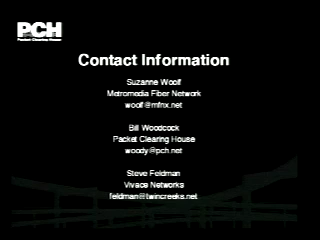 PCH
Packet Clearing House
Contact Information
Suzanne Woolf
Metromedia Fiber Network
woolf@mfnx.net
Bill Woodcock
Packet Clearing House
woody@pch.net
Steve Feldman
Vivace Networks
feldman@twincreeks.net